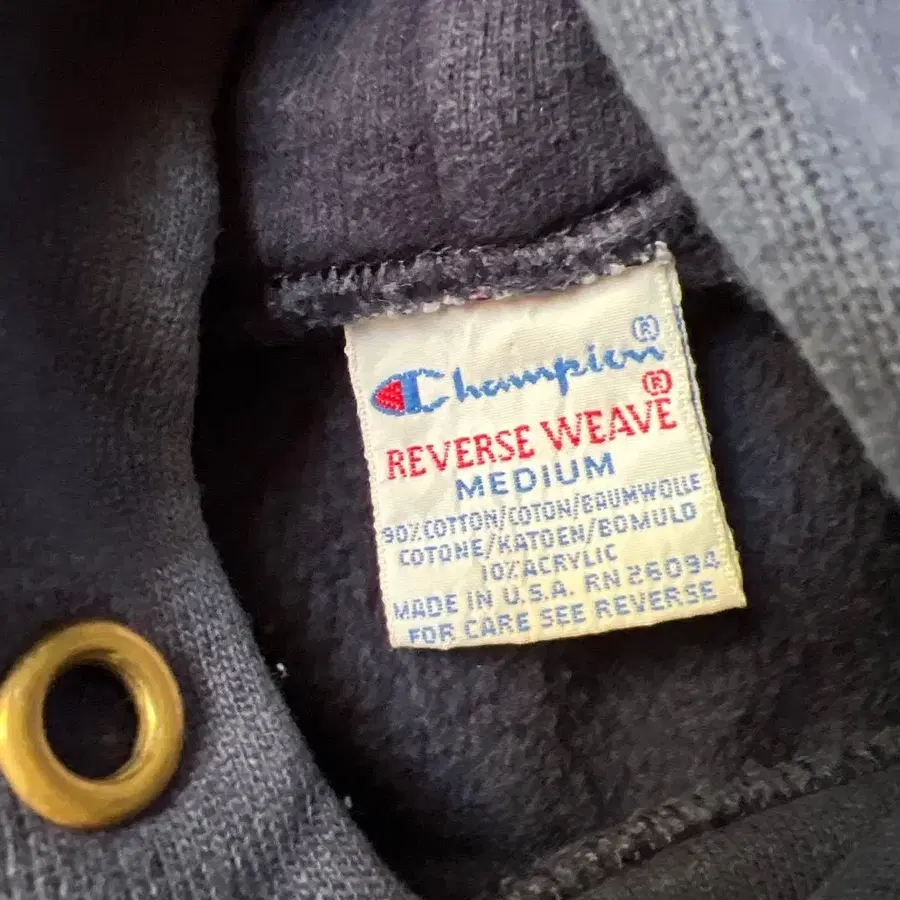 Champion®
REVERSE WEAVE®
MEDIUM
90% COTTON/COTON/BAUMWOLLE
COTONE/KATOEN/BOMULD
10% ACRYLIC
MADE IN U.S.A. RN 26094
FOR CARE SEE REVERSE